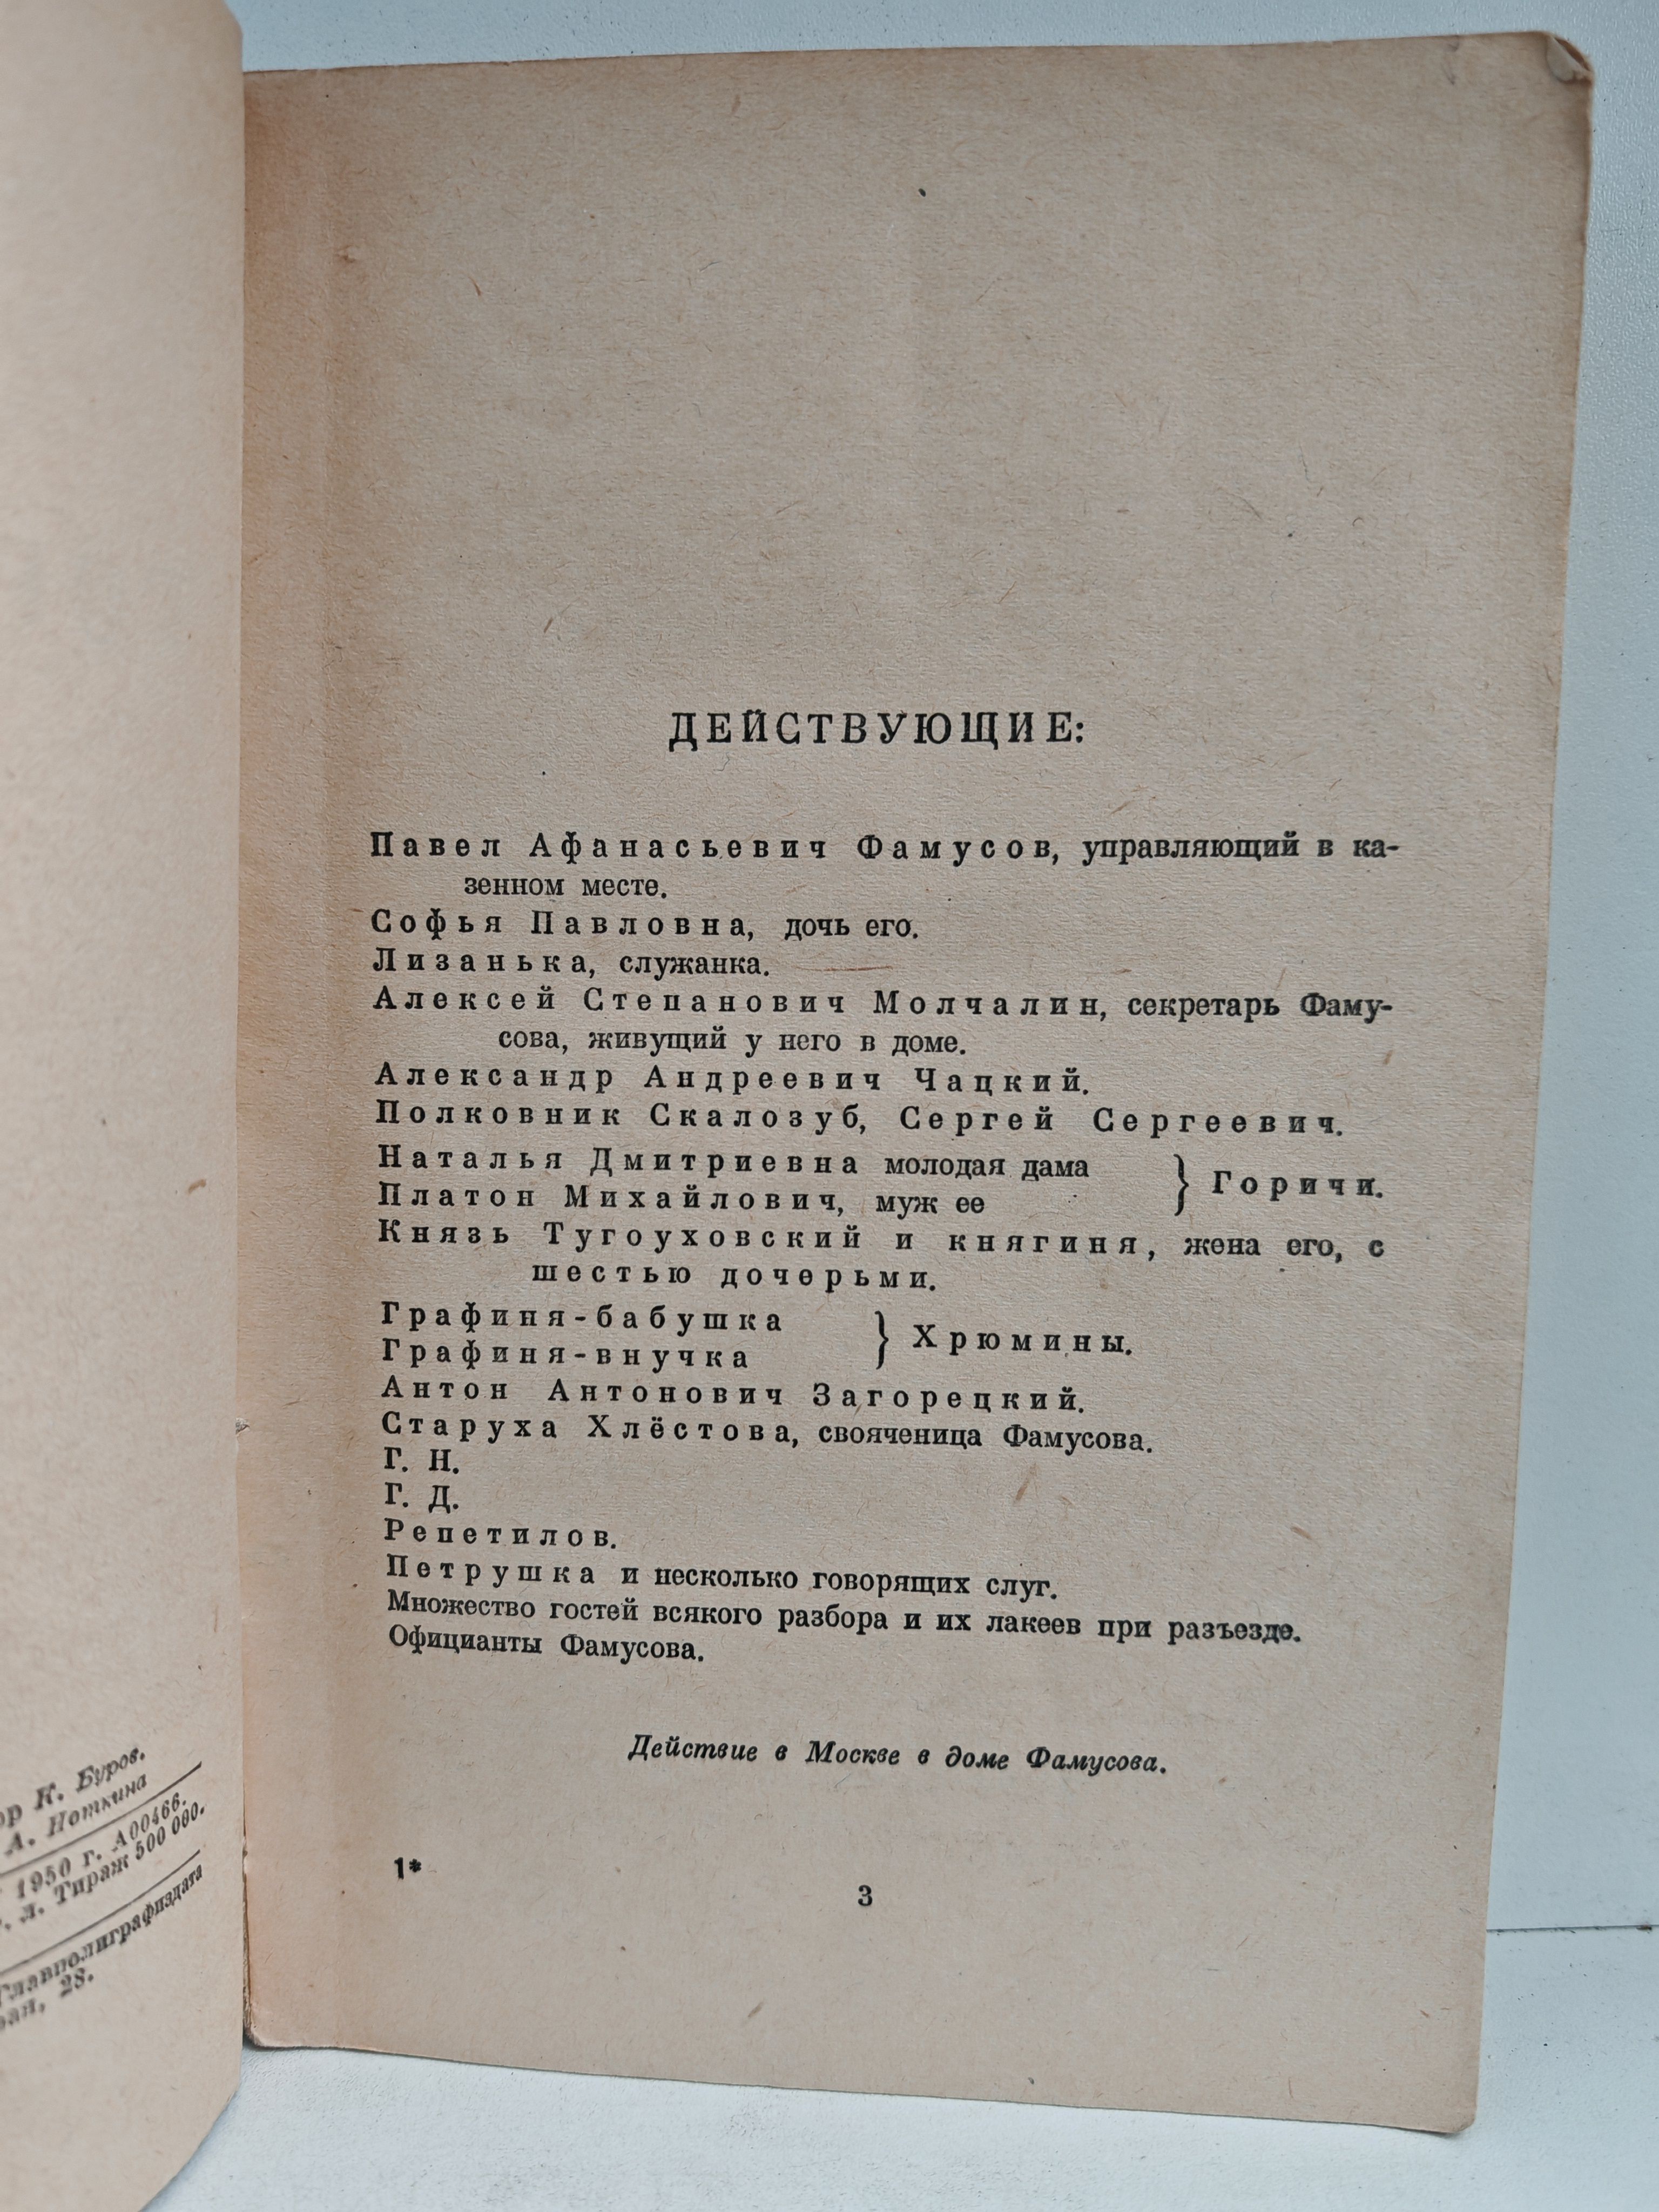 К. Буров.
А. Ноткина
1950 г. А00466.
л. Тираж 500 000.
Главполиграфиздата
28.
ДЕЙСТВУЮЩИЕ:
Павел Афанасьевич Фамусов, управляющий в ка-
зенном месте.
Софья Павловна, дочь его.
Лизанька, служанка.
Алексей Степанович Молчалин, секретарь Фаму-
сова, живущий у него в доме.
Александр Андреевич Чацкий.
Полковник Скалозуб, Сергей Сергеевич.
Наталья Дмитриевна молодая дама
Платон Михайлович, муж ее
} Горичи.
Князь Тугоуховский и княгиня, жена его, с
шестью дочерьми.
Графиня-бабушка
Графиня-внучка
} Хрюмины.
Антон Антонович Загорецкий.
Старуха Хлёстова, свояченица Фамусова.
Г. Н.
Г. Д.
Репетилов.
Петрушка и несколько говорящих слуг.
Множество гостей всякого разбора и их лакеев при разъезде.
Официанты Фамусова.
Действие в Москве в доме Фамусова.
1*
3